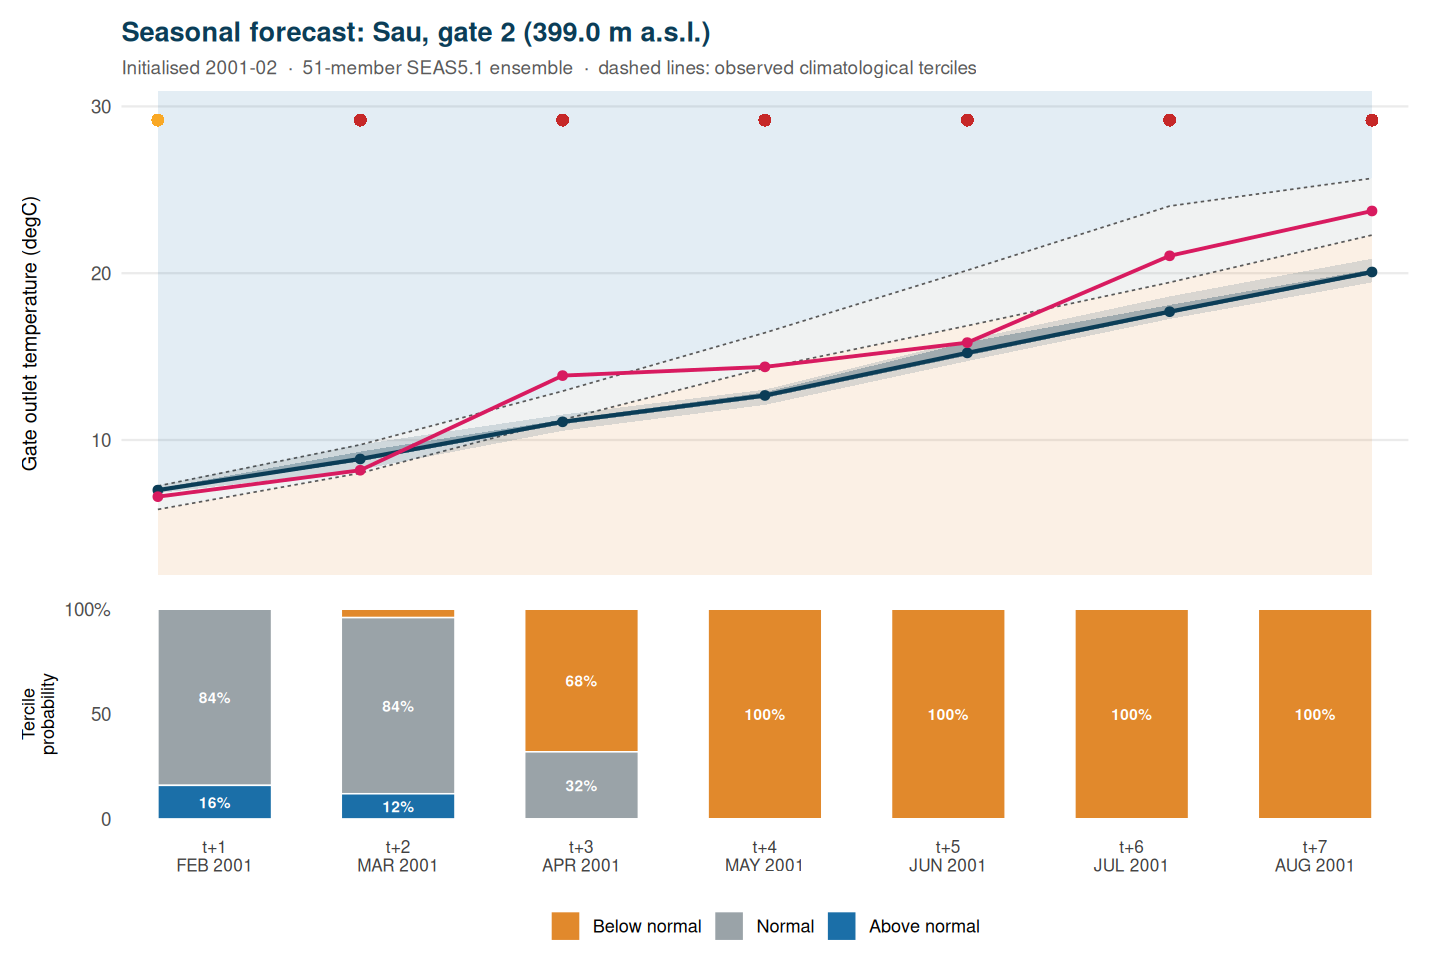 Seasonal forecast: Sau, gate 2 (399.0 m a.s.l.)
Initialised 2001-02 · 51-member SEAS5.1 ensemble · dashed lines: observed climatological terciles
Gate outlet temperature (degC)
30
20
10
Tercile
probability
100%
50
0
84%
16%
84%
12%
68%
32%
100%
100%
100%
100%
t+1
FEB 2001
t+2
MAR 2001
t+3
APR 2001
t+4
MAY 2001
t+5
JUN 2001
t+6
JUL 2001
t+7
AUG 2001
Below normal
Normal
Above normal